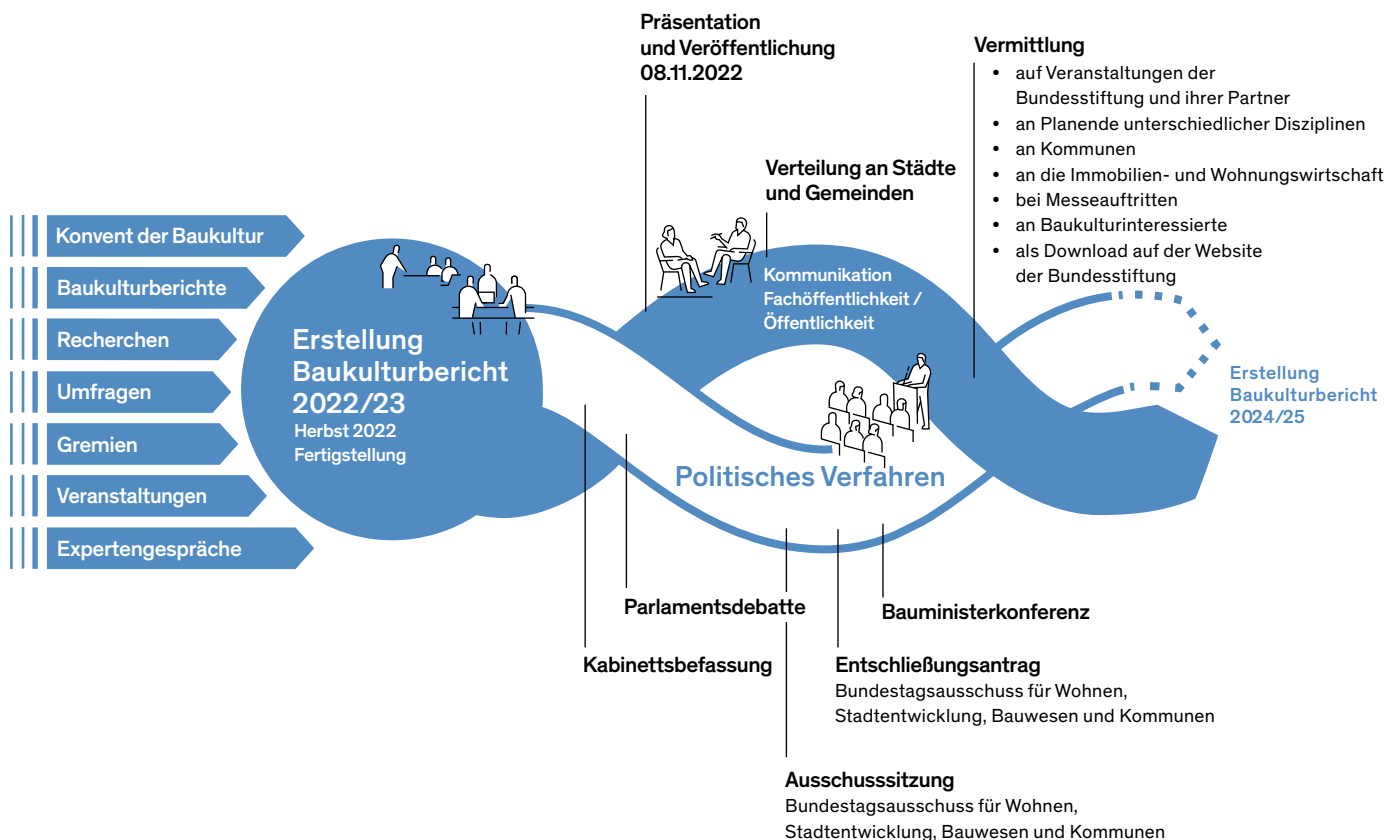 Präsentation
und Veröffentlichung
08.11.2022
Vermittlung
• auf Veranstaltungen der
Bundesstiftung und ihrer Partner
• an Planende unterschiedlicher Disziplinen
• an Kommunen
• an die Immobilien- und Wohnungswirtschaft
• bei Messeauftritten
• an Baukulturinteressierte
• als Download auf der Website
der Bundesstiftung
Verteilung an Städte
und Gemeinden
Konvent der Baukultur
Baukulturberichte
Recherchen
Umfragen
Gremien
Veranstaltungen
Expertengespräche
Erstellung
Baukulturbericht
2022/23
Herbst 2022
Fertigstellung
Kommunikation
Fachöffentlichkeit /
Öffentlichkeit
Erstellung
Baukulturbericht
2024/25
Politisches Verfahren
Parlamentsdebatte
Bauministerkonferenz
Kabinettsbefassung
Entschließungsantrag
Bundestagsausschuss für Wohnen,
Stadtentwicklung, Bauwesen und Kommunen
Ausschusssitzung
Bundestagsausschuss für Wohnen,
Stadtentwicklung, Bauwesen und Kommunen